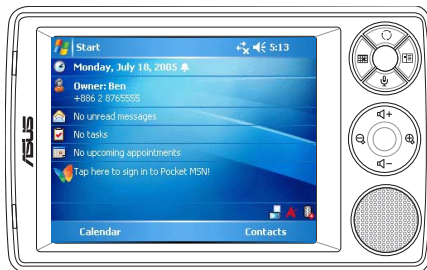 Start 5:13
Monday, July 18, 2005
Owner: Ben
+886 2 8765555
No unread messages
No tasks
No upcoming appointments
Tap here to sign in to Pocket MSN!
Calendar Contacts
ASUS